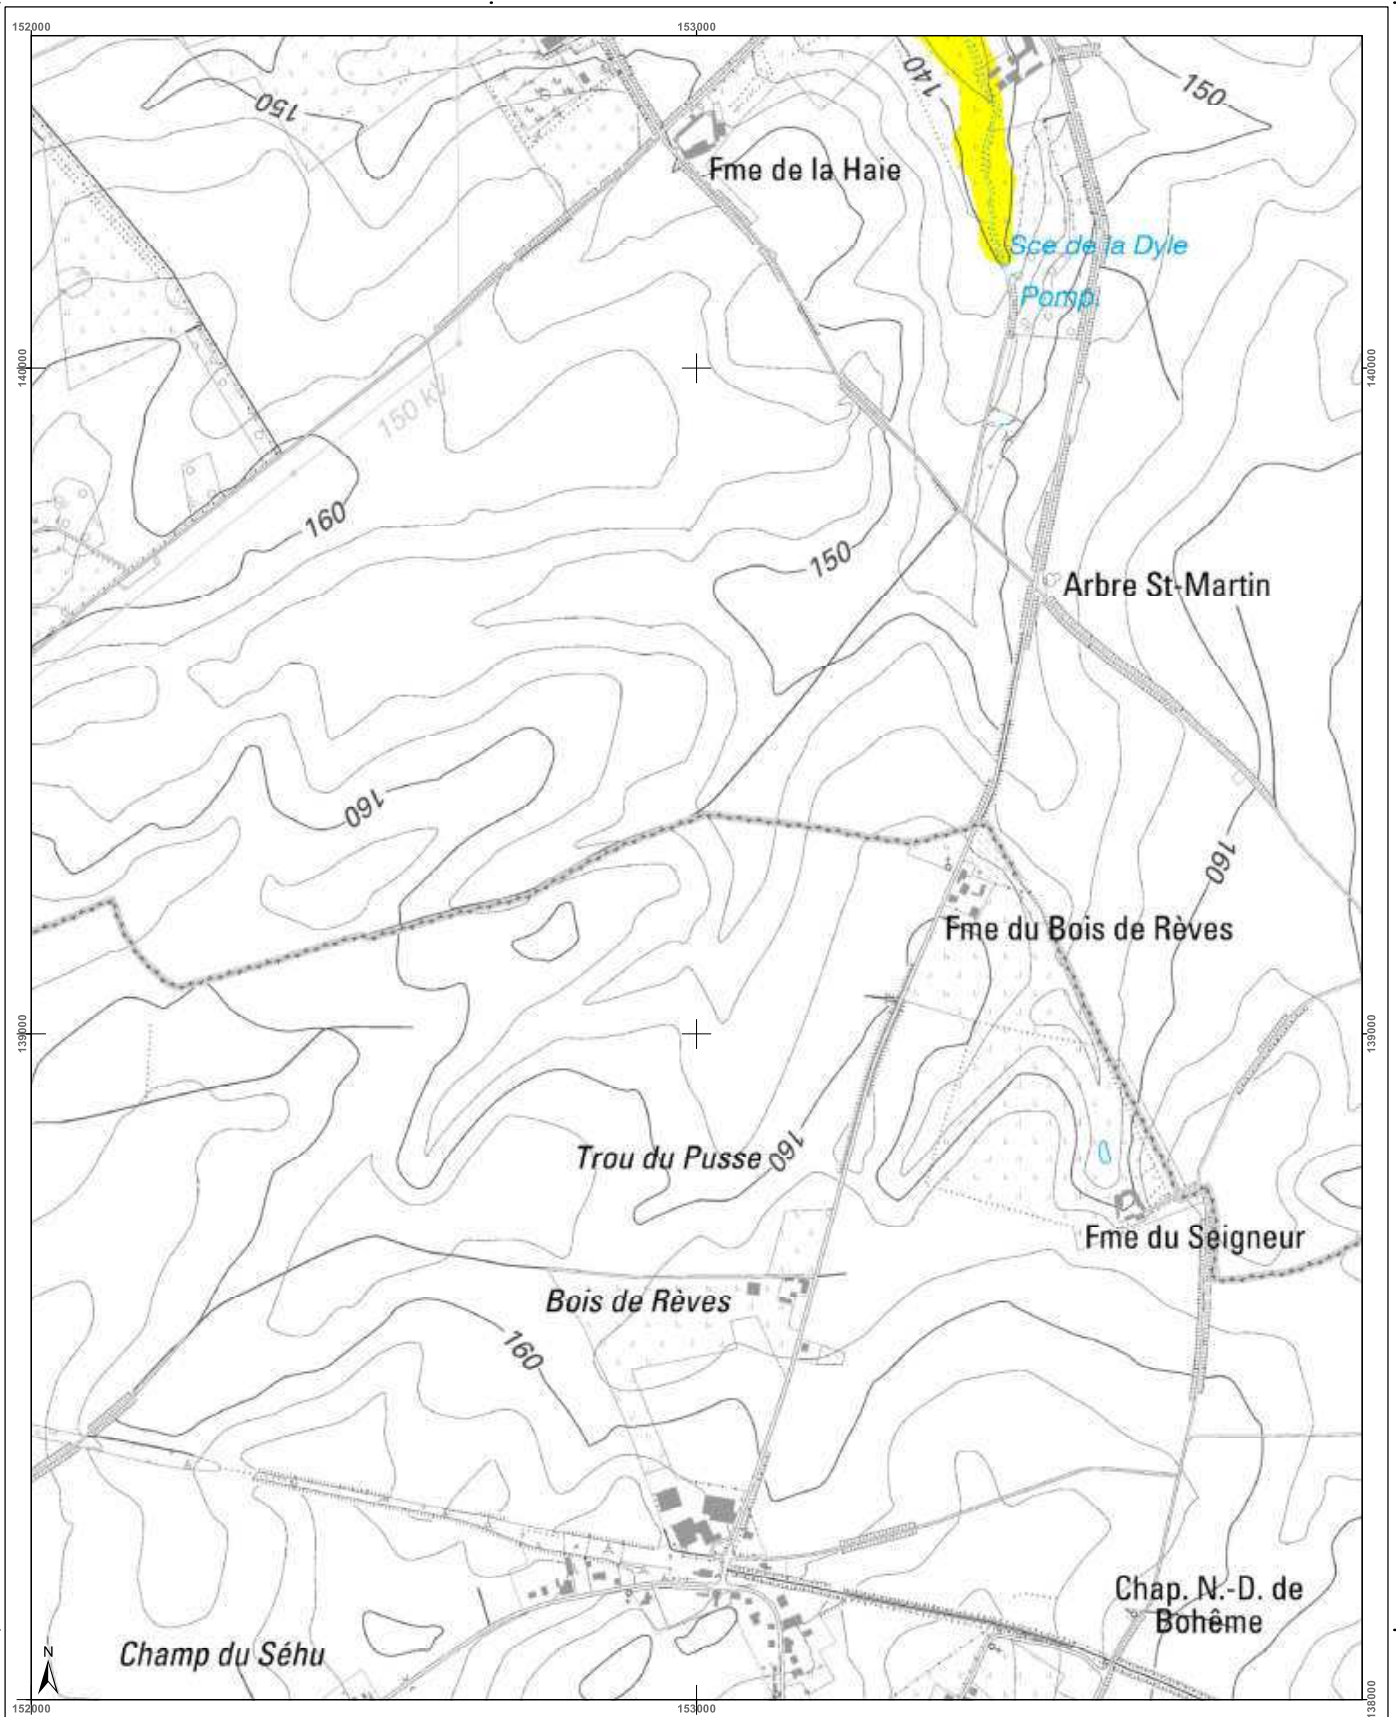 152000
153000
150
140
150
Fme de la Haie
Sce de la Dyle
Pomp.
140000
140000
150 kV
160
150
Arbre St-Martin
160
160
Fme du Bois de Rèves
139000
139000
Trou du Pusse
160
Fme du Seigneur
Bois de Rèves
160
Chap. N.-D. de
Bohême
Champ du Séhu
N
152000
153000
138000